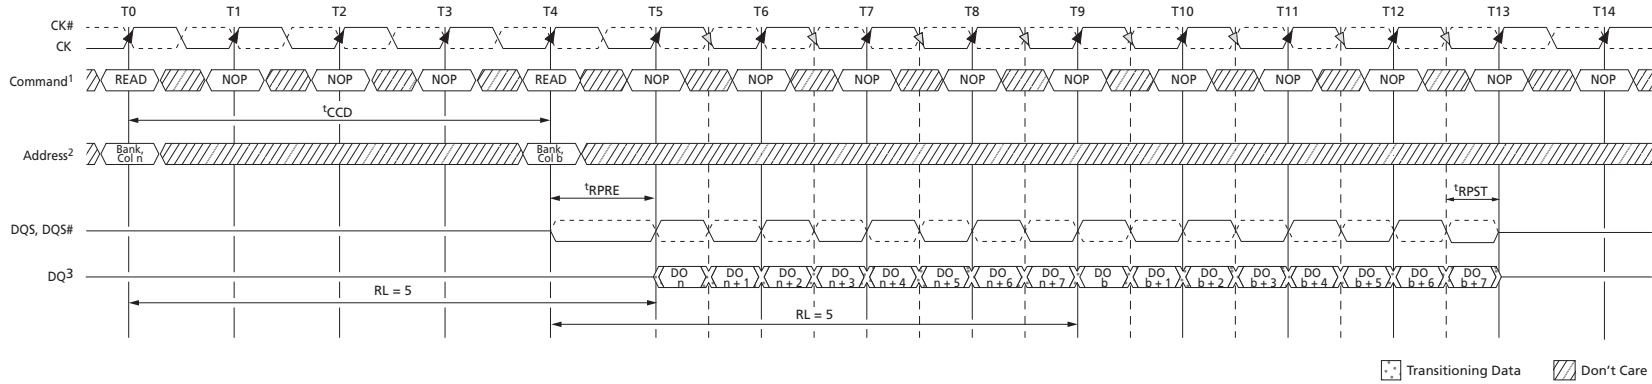 T0 T1 T2 T3 T4 T5 T6 T7 T8 T9 T10 T11 T12 T13 T14
CK#
CK
Command1 READ NOP NOP NOP READ NOP NOP NOP NOP NOP NOP NOP NOP NOP NOP
tCCD
Address2 Bank, Col n Bank, Col b
tRPRE tRPST
DQS, DQS#
DQ3 DO n DO n + 1 DO n + 2 DO n + 3 DO n + 4 DO n + 5 DO n + 6 DO n + 7 DO b DO b + 1 DO b + 2 DO b + 3 DO b + 4 DO b + 5 DO b + 6 DO b + 7
RL = 5
RL = 5
Transitioning Data Don't Care